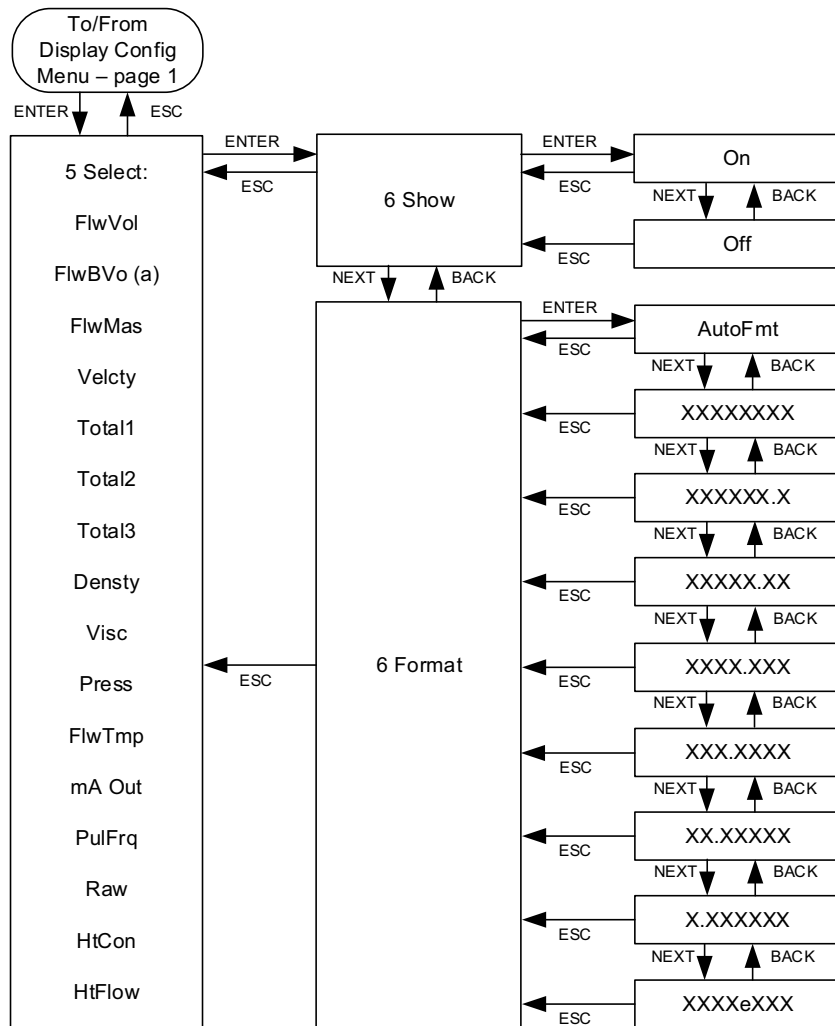 To/From
Display Config
Menu – page 1
ENTER
ESC
5 Select:
FlwVol
FlwBVo (a)
FlwMas
Velcty
Total1
Total2
Total3
Densty
Visc
Press
FlwTmp
mA Out
PulFrq
Raw
HtCon
HtFlow
ENTER
ESC
6 Show
ENTER
ESC
On
NEXT
BACK
Off
ESC
NEXT
BACK
ESC
6 Format
ENTER
ESC
AutoFmt
NEXT
BACK
XXXXXXXX
ESC
NEXT
BACK
XXXXXX.X
ESC
NEXT
BACK
XXXXX.XX
ESC
NEXT
BACK
XXXX.XXX
ESC
NEXT
BACK
XXX.XXXX
ESC
NEXT
BACK
XX.XXXXX
ESC
NEXT
BACK
X.XXXXXX
ESC
NEXT
BACK
XXXXeXXX
ESC